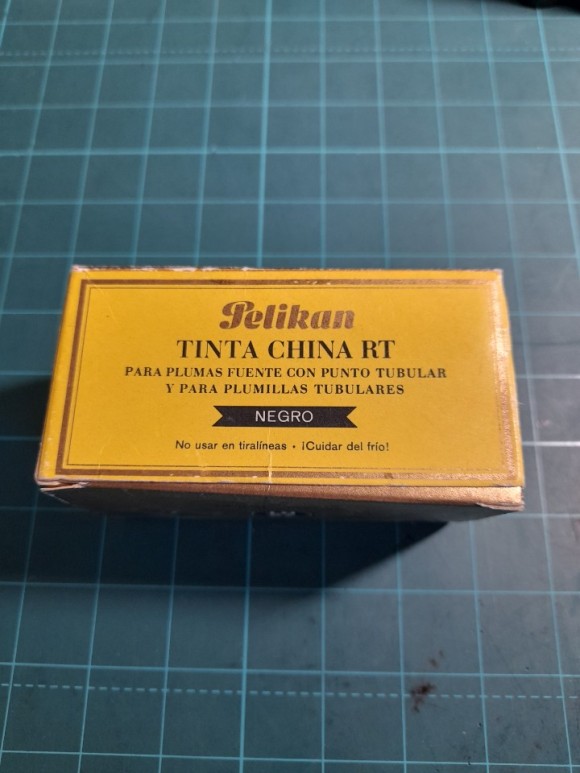 Pelikan
TINTA CHINA RT
PARA PLUMAS FUENTE CON PUNTO TUBULAR
Y PARA PLUMILLAS TUBULARES
NEGRO
No usar en tiralíneas · ¡Cuidar del frío!